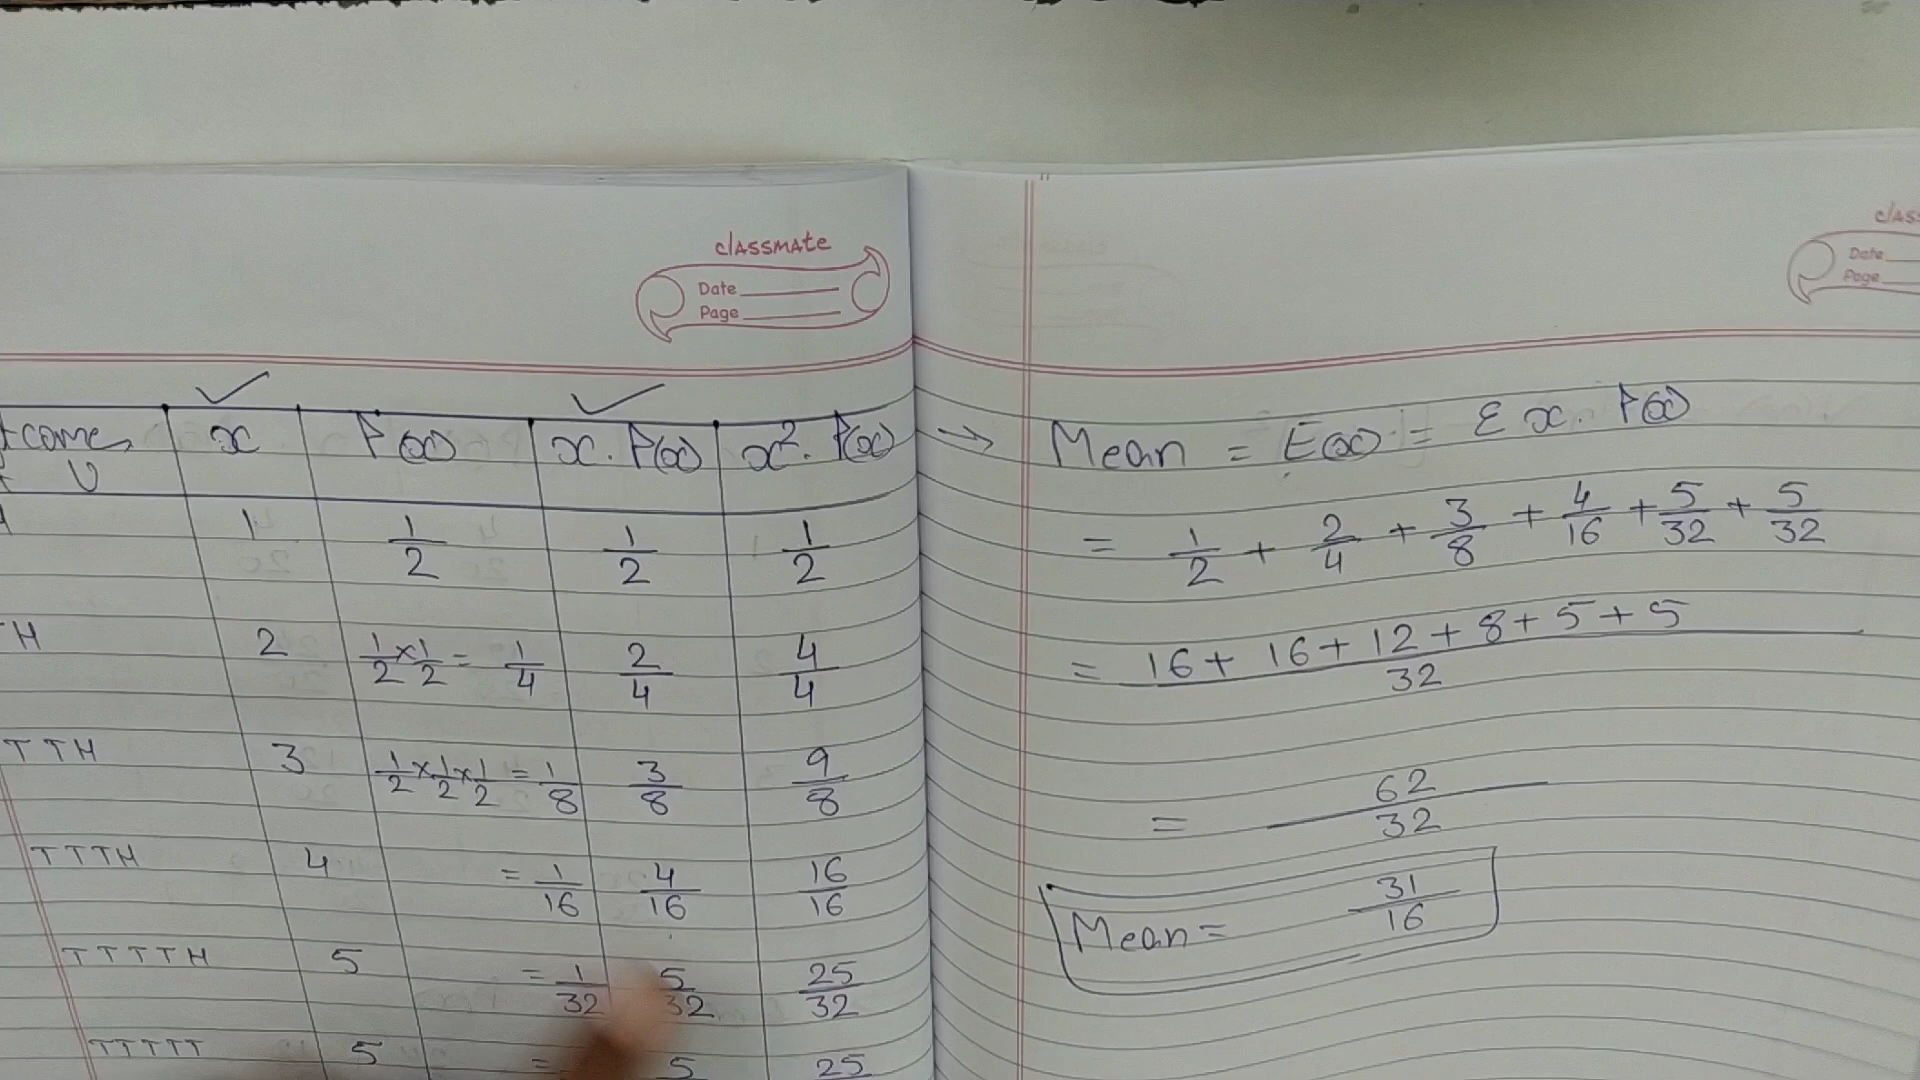 classmate
Date
Page
x P(x) x.P(x) x².P(x)
1 1/2 1/2 1/2
TH 2 1/2 × 1/2 = 1/4 2/4 4/4
TTH 3 1/2 × 1/2 × 1/2 = 1/8 3/8 9/8
TTTH 4 = 1/16 4/16 16/16
TTTTH 5 = 1/32 5/32 25/32
TTTTT 5 = 5 25
Date
Page
→ Mean = E(x) = Σ x. P(x)
= 1/2 + 2/4 + 3/8 + 4/16 + 5/32 + 5/32
= 16 + 16 + 12 + 8 + 5 + 5 / 32
= 62/32
Mean = 31/16